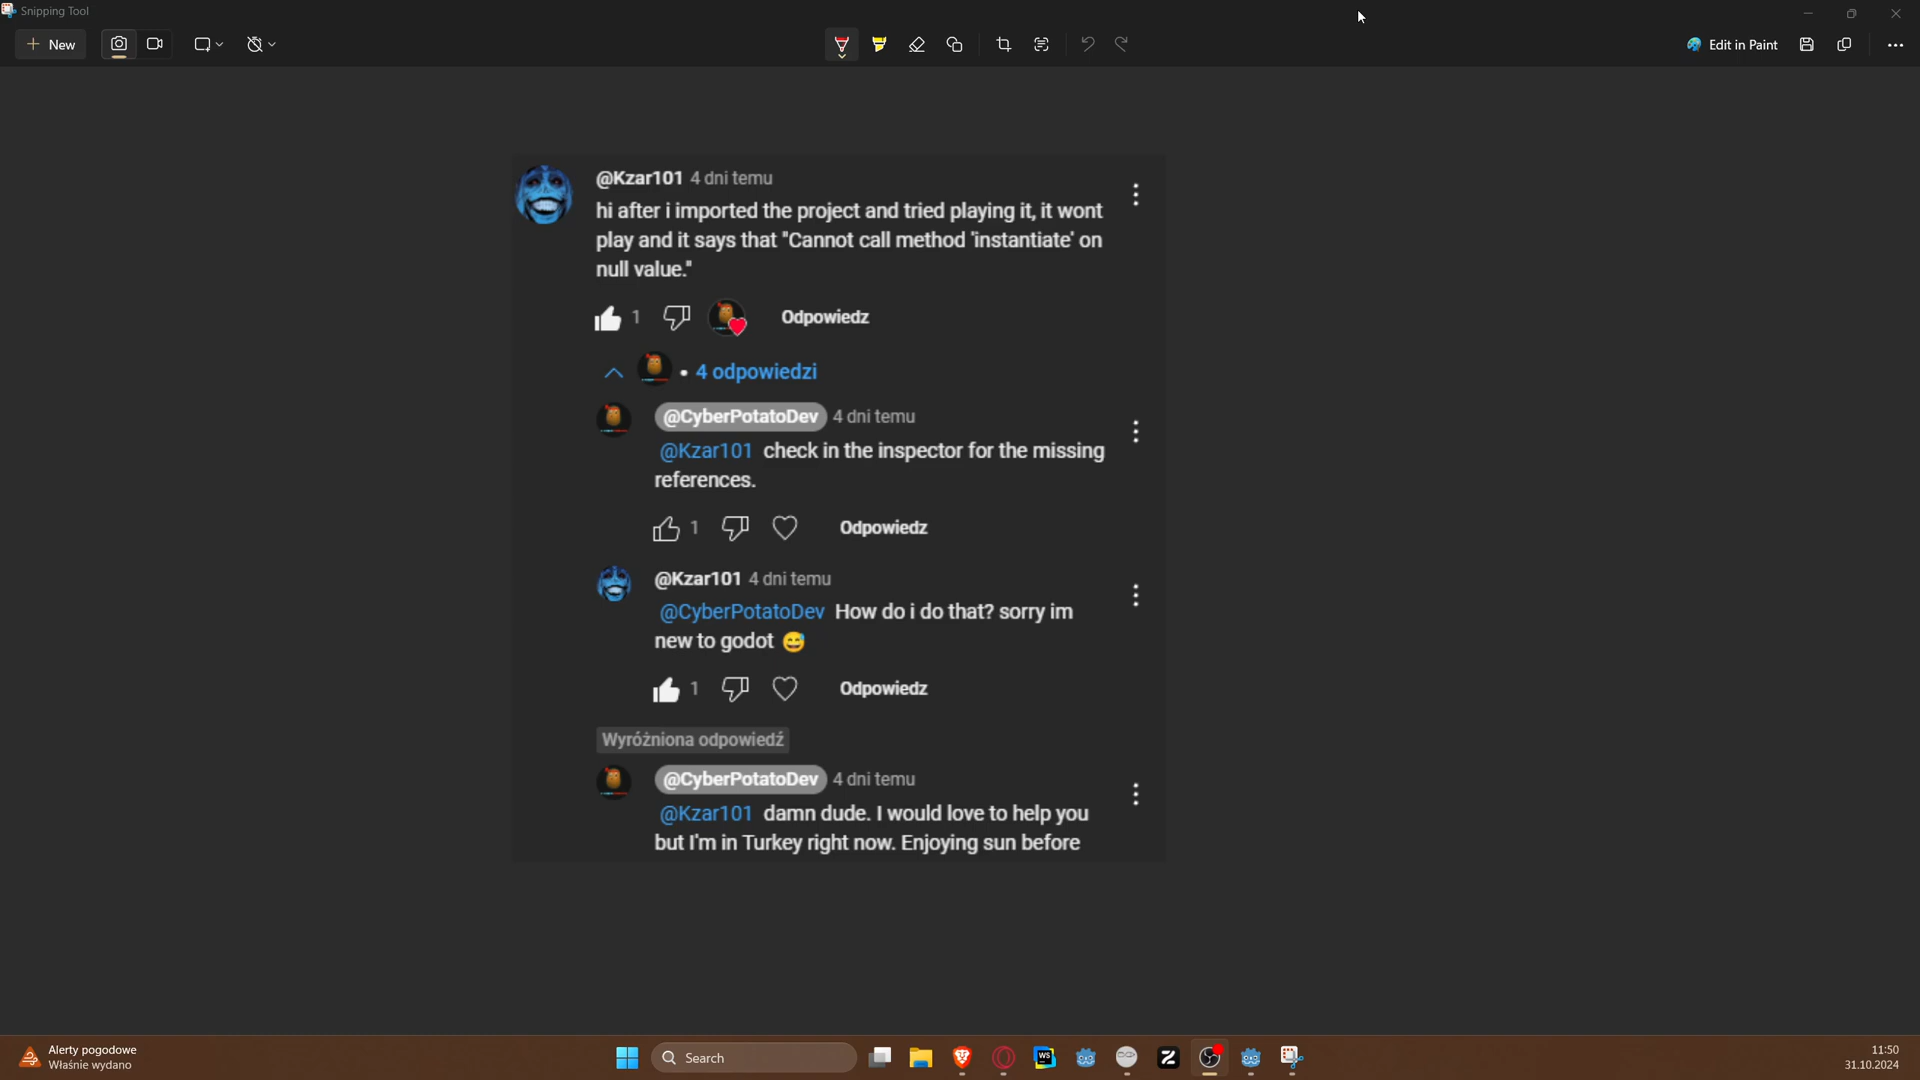 Snipping Tool
New
Edit in Paint
@Kzar101 4 dni temu
hi after i imported the project and tried playing it, it wont
play and it says that "Cannot call method 'instantiate' on
null value."
1 Odpowiedz
• 4 odpowiedzi
@CyberPotatoDev 4 dni temu
@Kzar101 check in the inspector for the missing
references.
1 Odpowiedz
@Kzar101 4 dni temu
@CyberPotatoDev How do i do that? sorry im
new to godot 😅
1 Odpowiedz
Wyróżniona odpowiedź
@CyberPotatoDev 4 dni temu
@Kzar101 damn dude. I would love to help you
but I'm in Turkey right now. Enjoying sun before
Alerty pogodowe
Właśnie wydano
Search
WS
11:50
31.10.2024